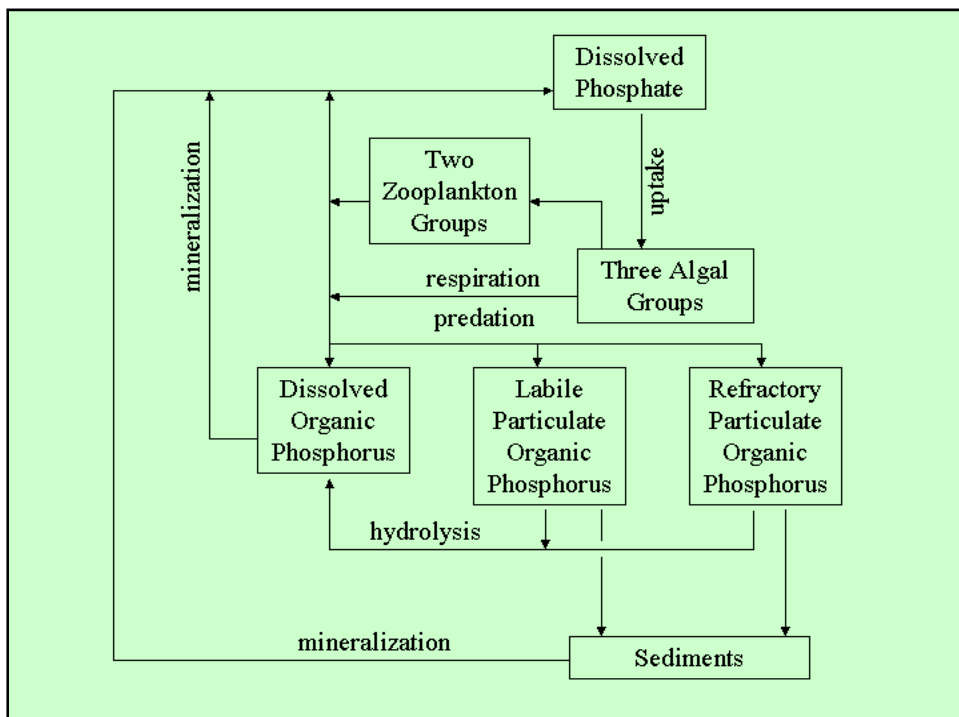 Dissolved
Phosphate
Two
Zooplankton
Groups
uptake
mineralization
Three Algal
Groups
respiration
predation
Dissolved
Organic
Phosphorus
Labile
Particulate
Organic
Phosphorus
Refractory
Particulate
Organic
Phosphorus
hydrolysis
mineralization
Sediments